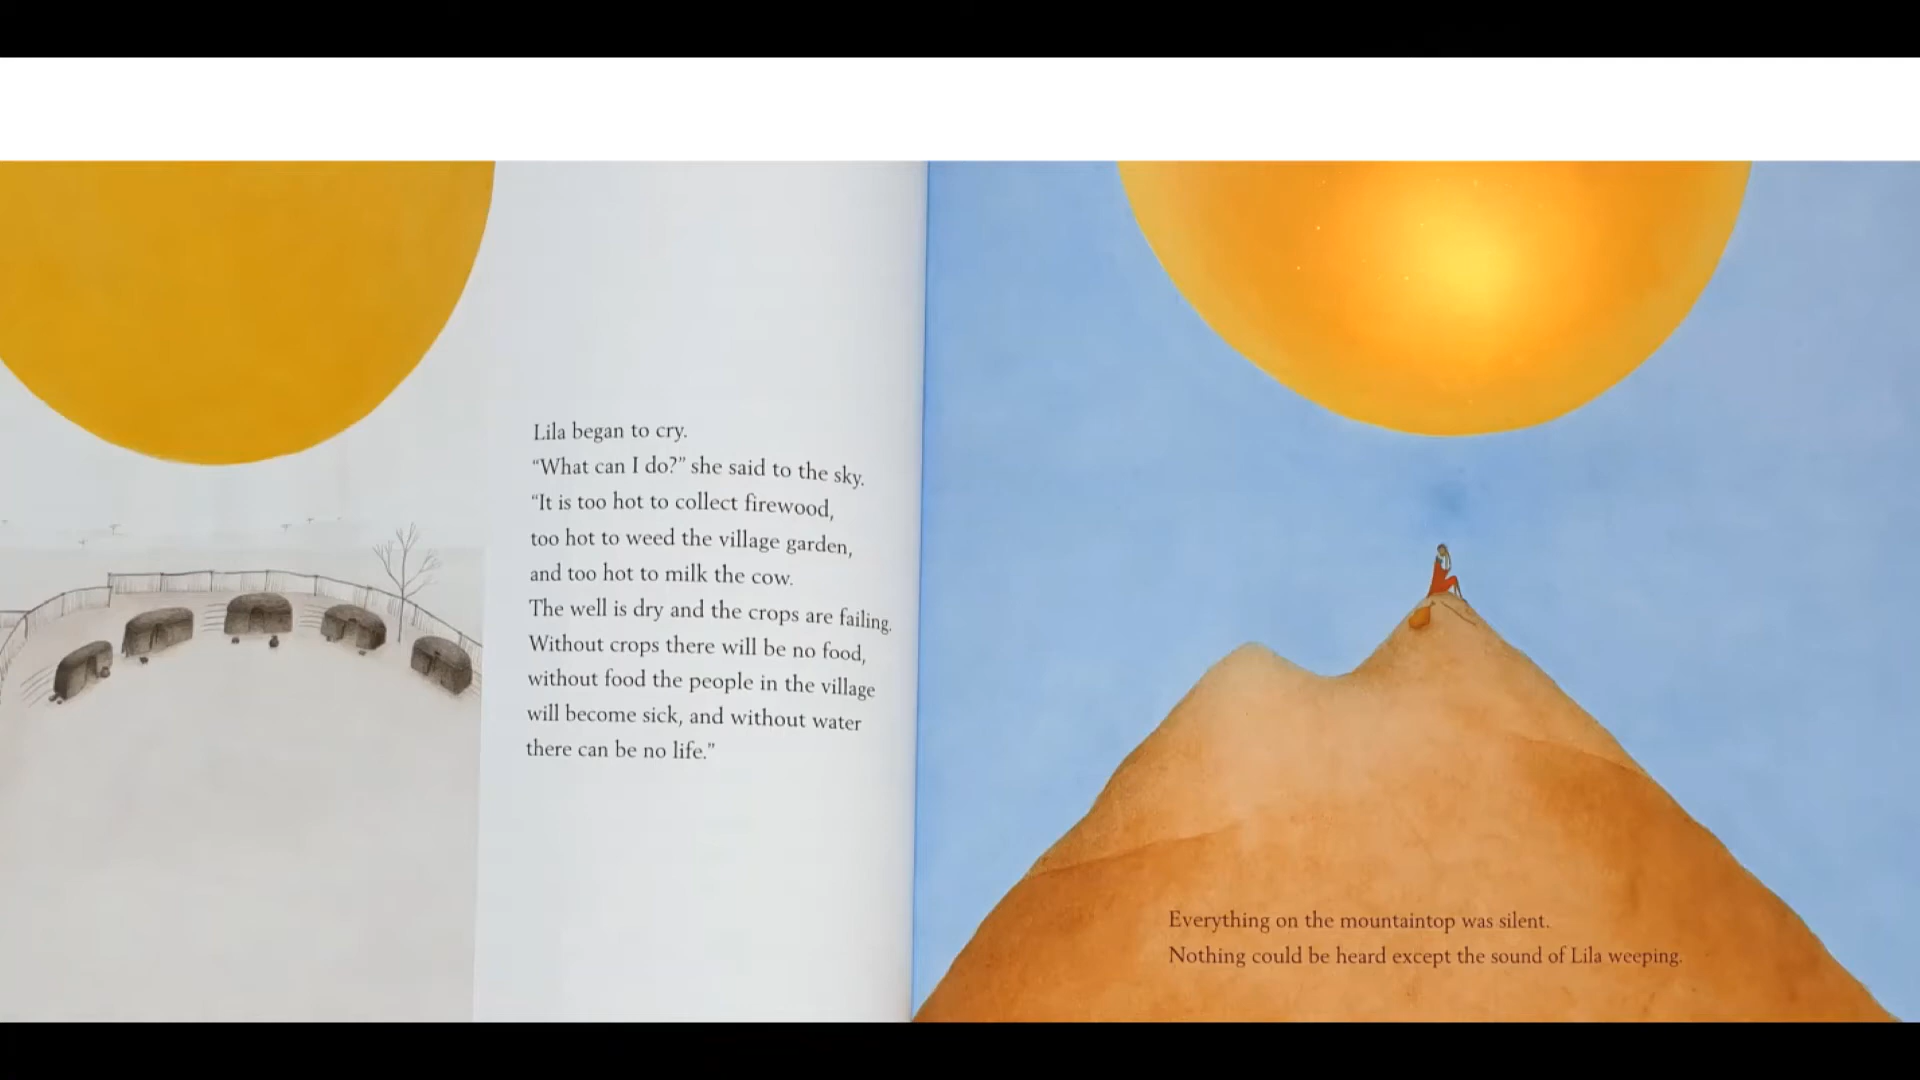 Lila began to cry.
“What can I do?” she said to the sky.
“It is too hot to collect firewood,
too hot to weed the village garden,
and too hot to milk the cow.
The well is dry and the crops are failing.
Without crops there will be no food,
without food the people in the village
will become sick, and without water
there can be no life.”
Everything on the mountaintop was silent.
Nothing could be heard except the sound of Lila weeping.